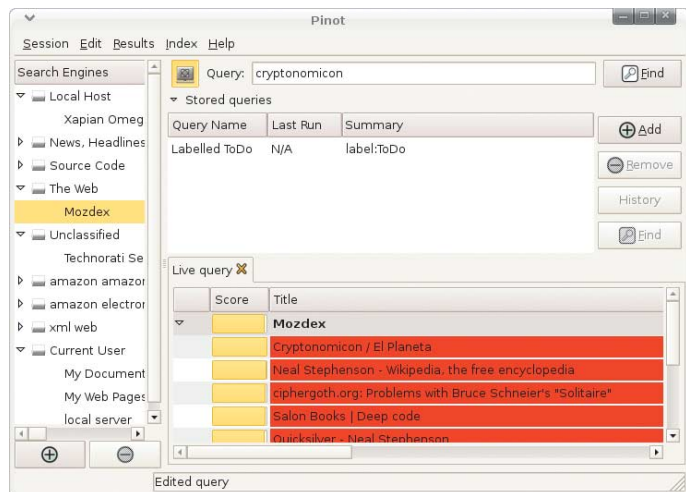 Pinot
Session Edit Results Index Help
Search Engines
Local Host
Xapian Omeg
News, Headlines
Source Code
The Web
Mozdex
Unclassified
Technorati Se
amazon amazon
amazon electron
xml web
Current User
My Document
My Web Pages
local server
Query: cryptonomicon Find
Stored queries
Query Name Last Run Summary
Labelled ToDo N/A label:ToDo
Add
Remove
History
Find
Live query
Score Title
Mozdex
Cryptonomicon / El Planeta
Neal Stephenson - Wikipedia, the free encyclopedia
ciphergoth.org: Problems with Bruce Schneier's "Solitaire"
Salon Books | Deep code
Quicksilver - Neal Stephenson
Edited query